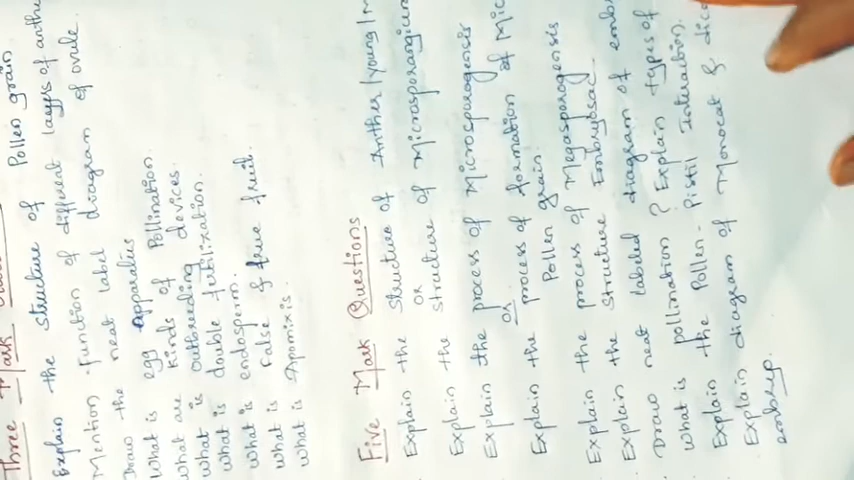 Three Mark
Explain the structure of Pollen grain
Mention function of different layers of
Draw the neat label diagram of ovule.
What is egg apparatus
What are kinds of Pollination.
What is outbreeding devices.
What is double fertilization.
What is endosperm.
What is false & true fruit.
What is Apomixis.
Five Mark Questions
Explain the structure of Anther/young/
or
Explain the structure of Microsporangium
Explain the process of Microsporogenesis
or
Explain the process of formation of
Pollen grain.
Explain the process of Megasporogenesis
Explain the structure Embryosac.
Draw neat labeled diagram of
What is pollination? Explain types of
Explain the Pollen-Pistil Interaction.
Explain diagram of Monocot &
embryo.